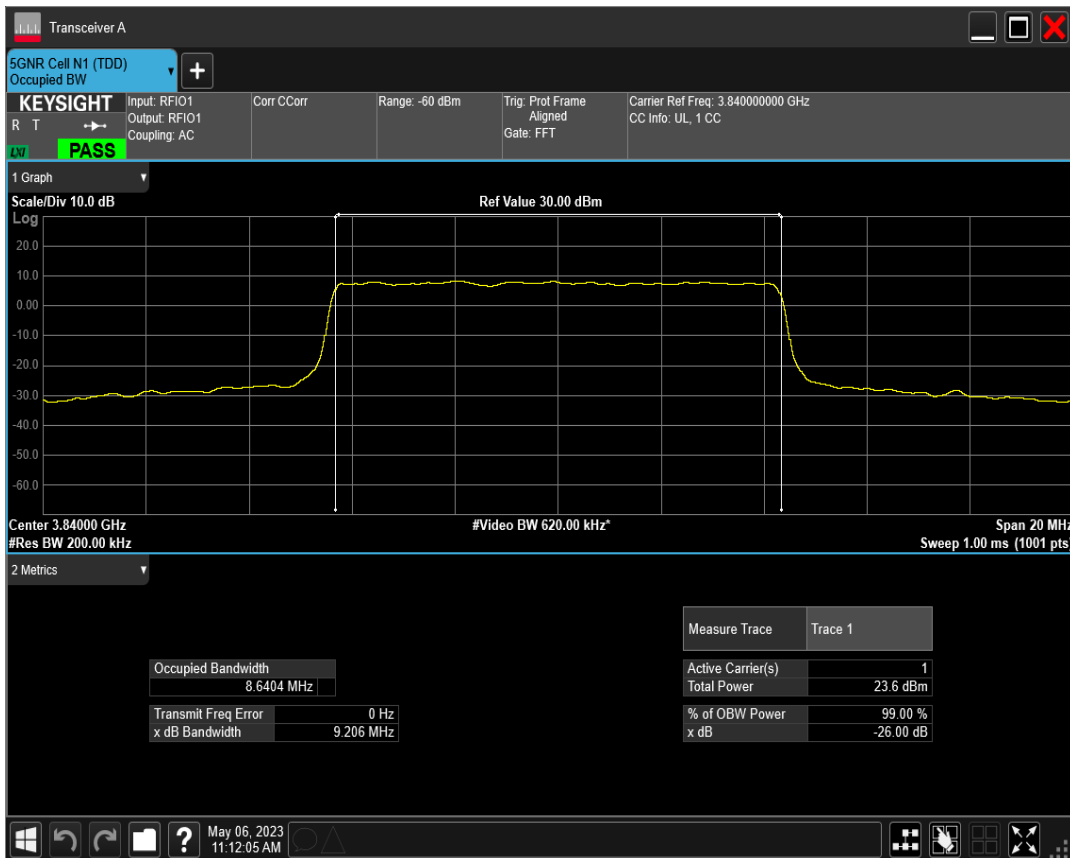 Transceiver A
5GNR Cell N1 (TDD)
Occupied BW
KEYSIGHT
R T
LXI
PASS
Input: RFIO1
Output: RFIO1
Coupling: AC
Corr CCorr
Range: -60 dBm
Trig: Prot Frame
Aligned
Gate: FFT
Carrier Ref Freq: 3.840000000 GHz
CC Info: UL, 1 CC
1 Graph
Scale/Div 10.0 dB
Ref Value 30.00 dBm
Log
20.0
10.0
0.00
-10.0
-20.0
-30.0
-40.0
-50.0
-60.0
Center 3.84000 GHz
#Video BW 620.00 kHz*
Span 20 MHz
#Res BW 200.00 kHz
Sweep 1.00 ms (1001 pts)
2 Metrics
Measure Trace Trace 1
Occupied Bandwidth
8.6404 MHz
Active Carrier(s) 1
Total Power 23.6 dBm
Transmit Freq Error 0 Hz
x dB Bandwidth 9.206 MHz
% of OBW Power 99.00 %
x dB -26.00 dB
?
May 06, 2023
11:12:05 AM